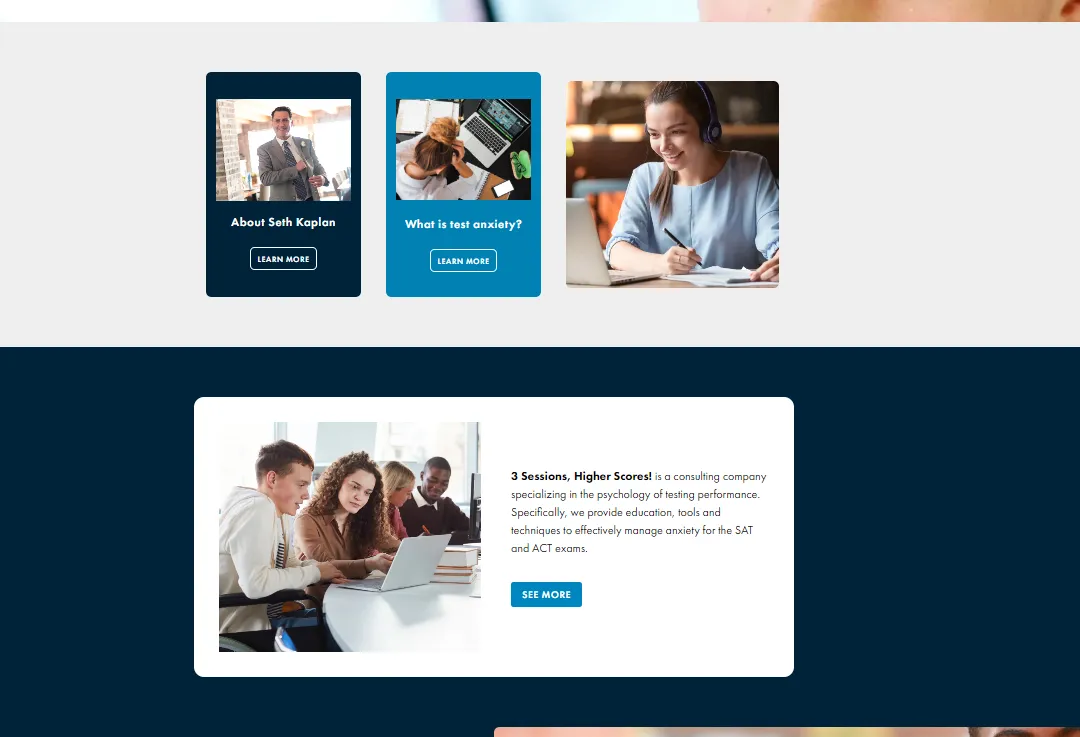 About Seth Kaplan
LEARN MORE
What is test anxiety?
LEARN MORE
3 Sessions, Higher Scores! is a consulting company
specializing in the psychology of testing performance.
Specifically, we provide education, tools and
techniques to effectively manage anxiety for the SAT
and ACT exams.
SEE MORE